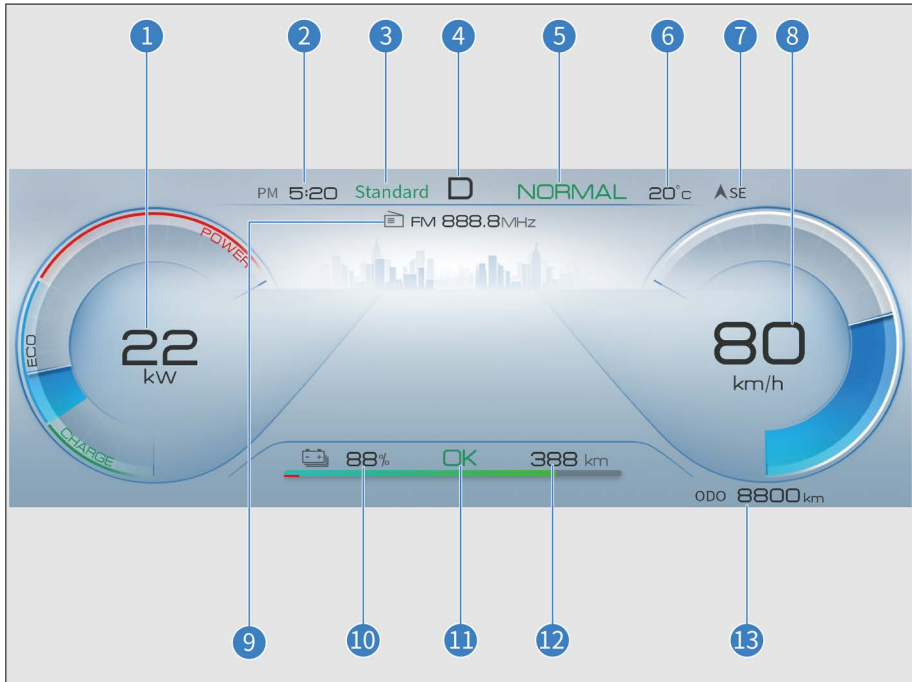 1 2 3 4 5 6 7 8
PM 5:20 Standard D NORMAL 20°c SE
FM 888.8MHz
POWER
ECO
22
kW
80
km/h
CHARGE
88% OK 388 km
ODO 8800km
9 10 11 12 13